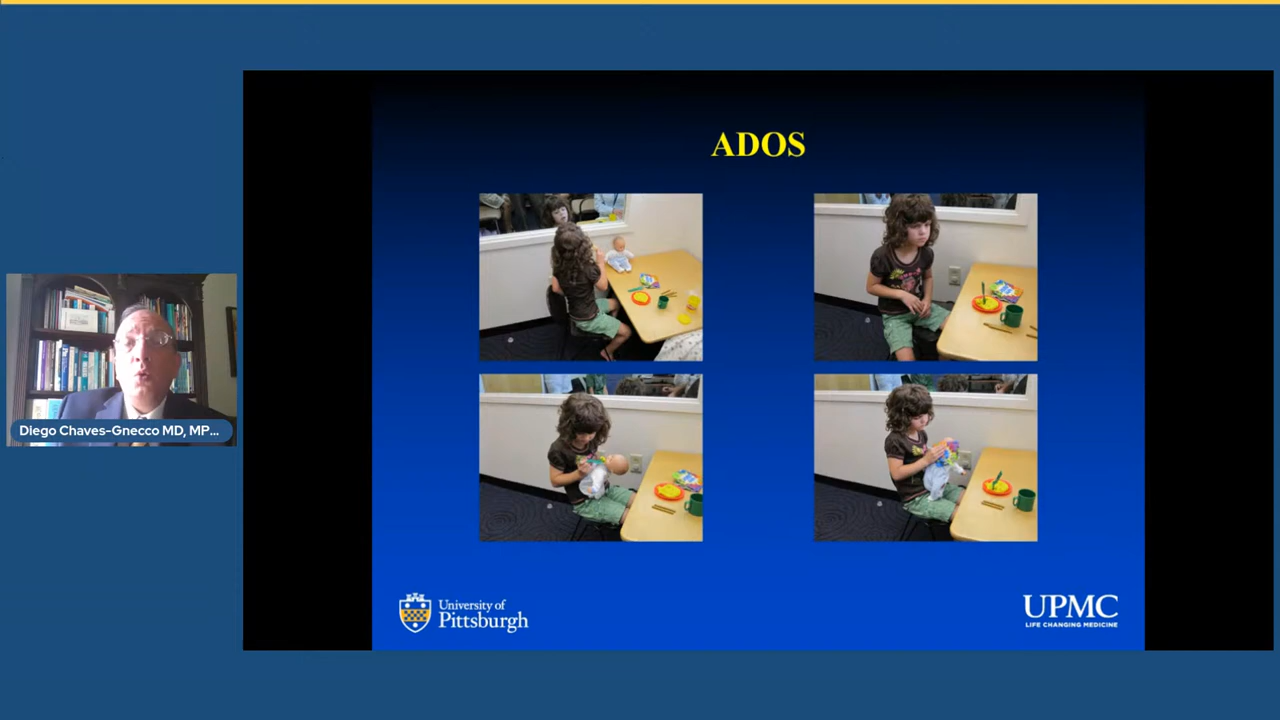 ADOS
Diego Chaves-Gnecco MD, MP...
University of
Pittsburgh
UPMC
LIFE CHANGING MEDICINE